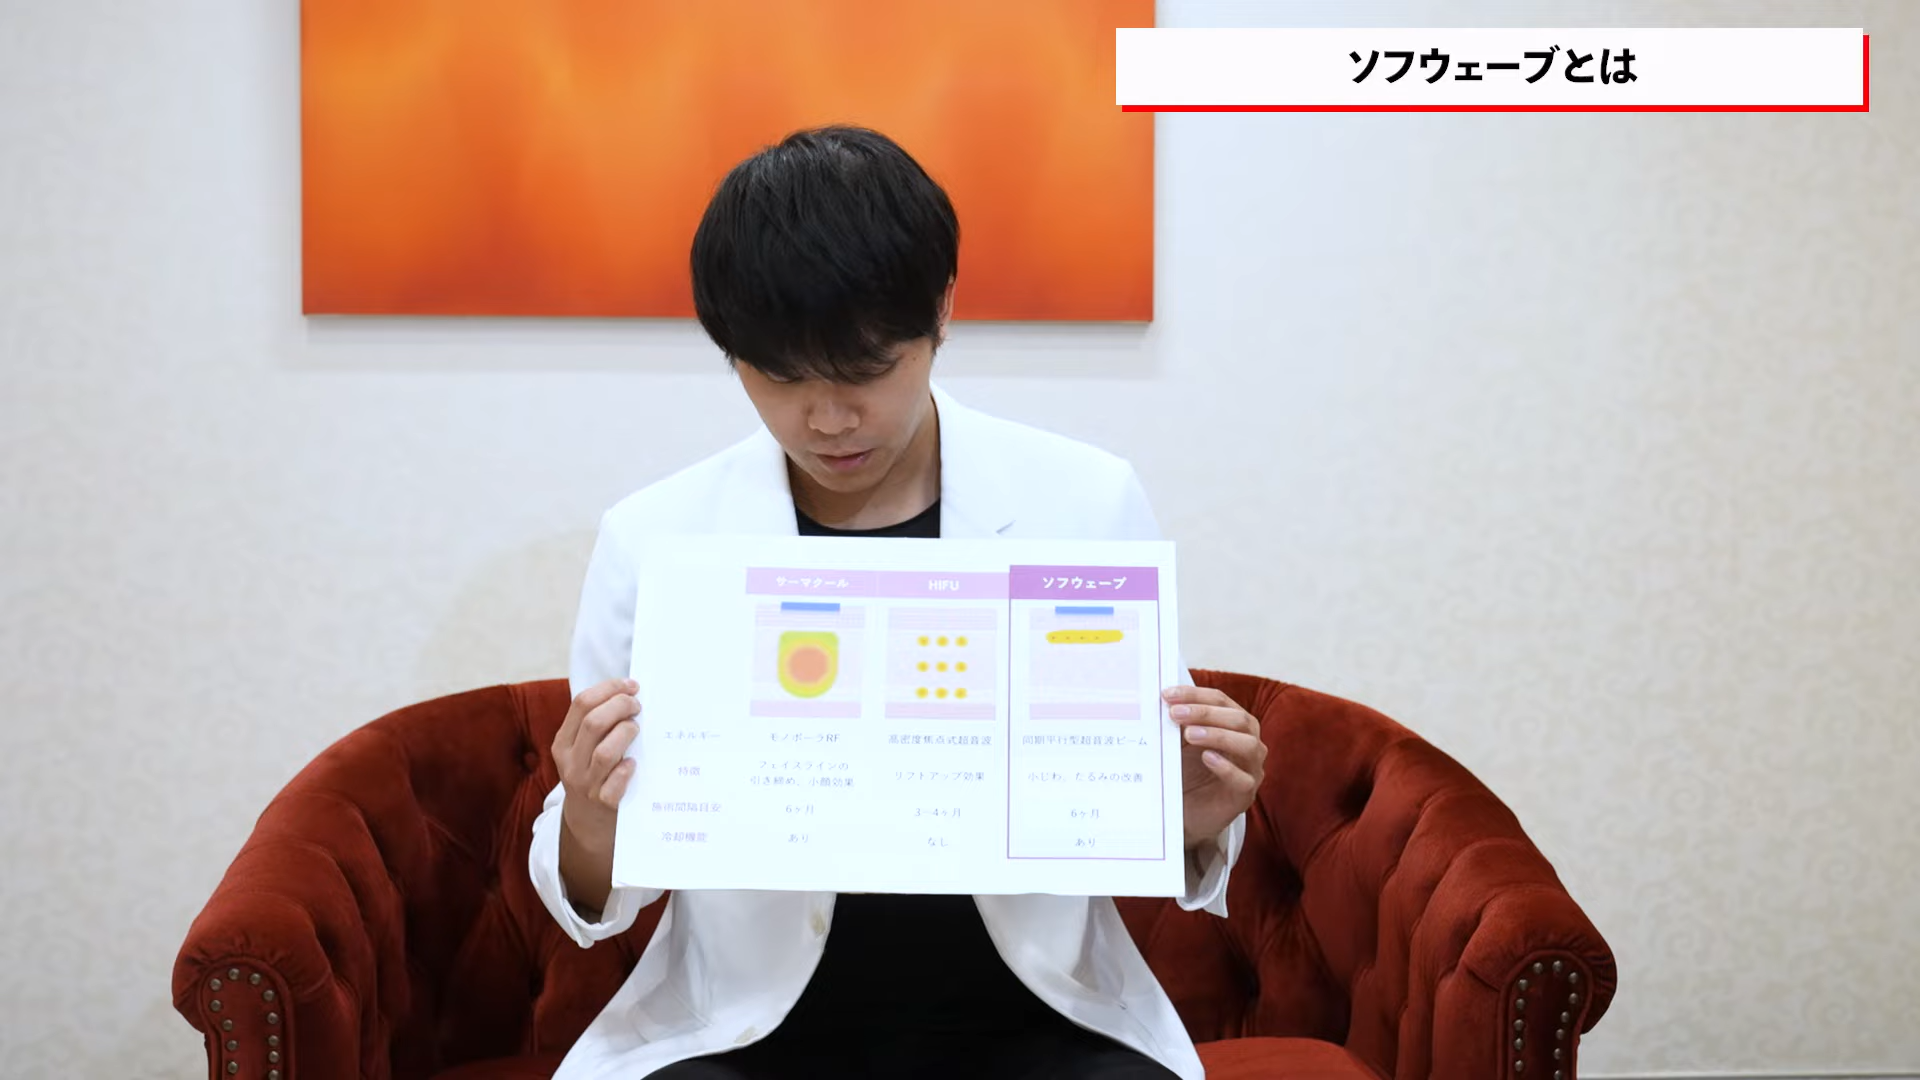 ソフウェーブとは
サーマクール HIFU ソフウェーブ
エネルギー モノポーラRF 高密度焦点式超音波 同期平行型超音波ビーム
特徴 フェイスラインの
引き締め、小顔効果 リフトアップ効果 小じわ、たるみの改善
施術間隔目安 6ヶ月 3−4ヶ月 6ヶ月
冷却機能 あり なし あり